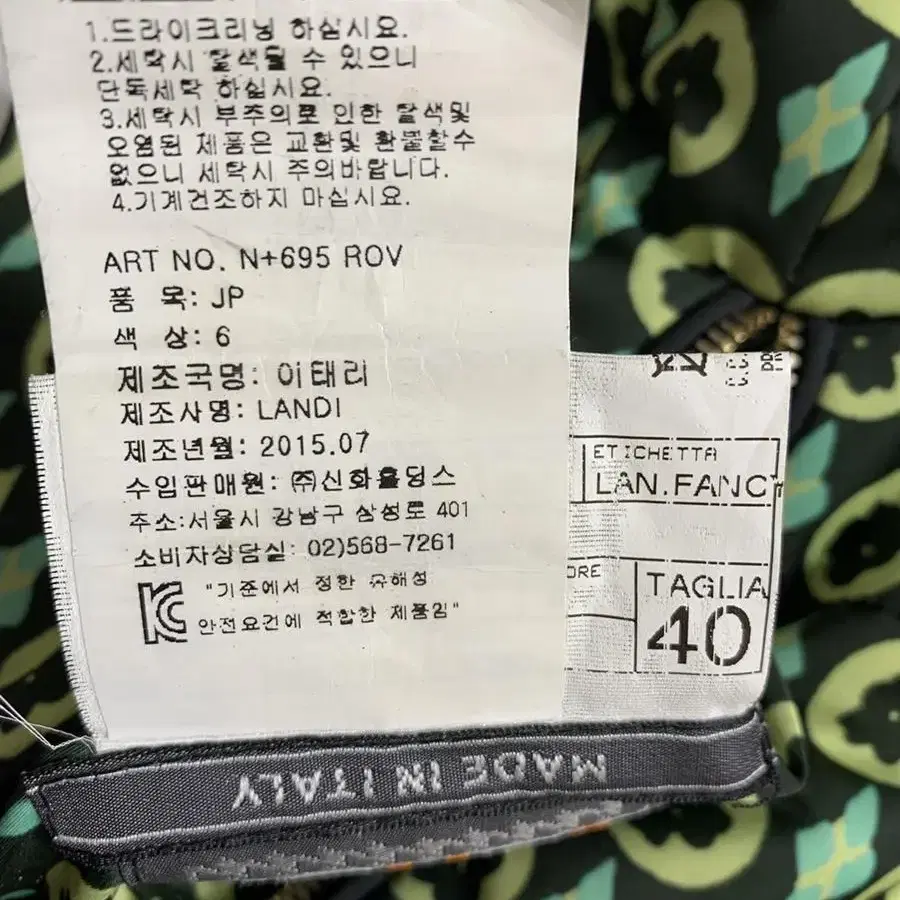 1.드라이크리닝 하십시요.
2.세탁시 탈색될 수 있으니
단독세탁 하십시요.
3.세탁시 부주의로 인한 탈색및
오염된 제품은 교환및 환불할수
없으니 세탁시 주의바랍니다.
4.기계건조하지 마십시요.
ART NO. N+695 ROV
품 목: JP
색 상: 6
제조국명: 이태리
제조사명: LANDI
제조년월: 2015.07
수입판매원: ㈜신화홀딩스
주소:서울시 강남구 삼성로 401
소비자상담실: 02)568-7261
"기준에서 정한 유해성
안전요건에 적합한 제품임"
ETICHETTA
LAN.FANCY
ORE
TAGLIA
40
MADE IN ITALY